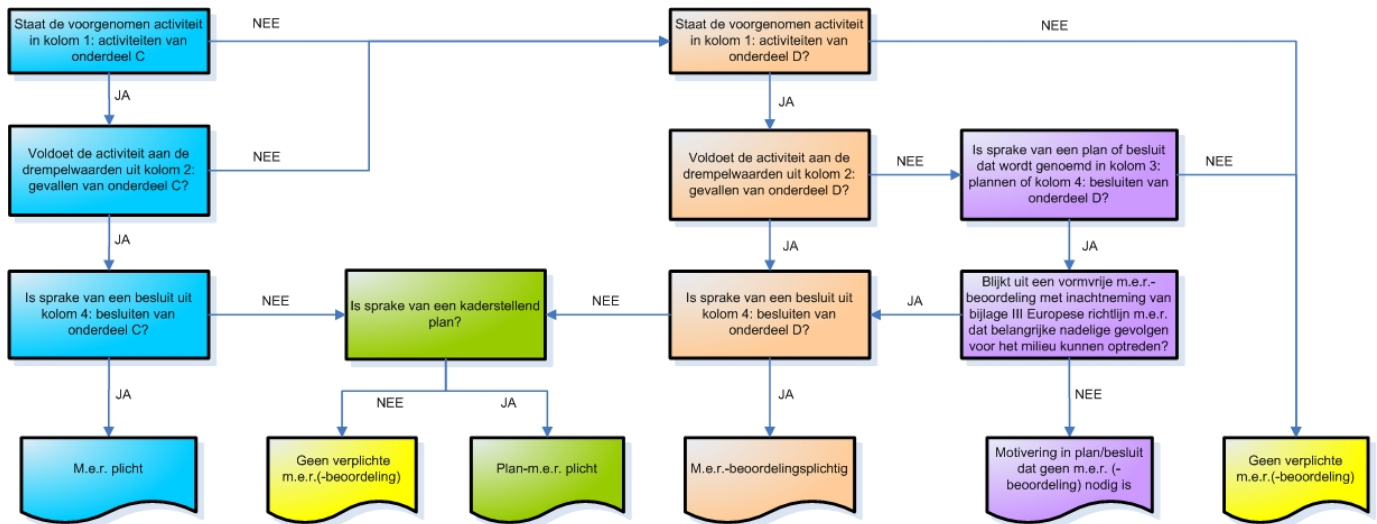 Staat de voorgenomen activiteit
in kolom 1: activiteiten van
onderdeel C
NEE
Staat de voorgenomen activiteit
in kolom 1: activiteiten van
onderdeel D?
NEE
JA
JA
Voldoet de activiteit aan de
drempelwaarden uit kolom 2:
gevallen van onderdeel C?
NEE
Voldoet de activiteit aan de
drempelwaarden uit kolom 2:
gevallen van onderdeel D?
NEE
Is sprake van een plan of besluit
dat wordt genoemd in kolom 3:
plannen of kolom 4: besluiten van
onderdeel D?
NEE
JA
JA
JA
Is sprake van een besluit uit
kolom 4: besluiten van
onderdeel C?
NEE
Is sprake van een kaderstellend
plan?
NEE
Is sprake van een besluit uit
kolom 4: besluiten van
onderdeel D?
JA
Blijkt uit een vormvrije m.e.r.-
beoordeling met inachtneming van
bijlage III Europese richtlijn m.e.r.
dat belangrijke nadelige gevolgen
voor het milieu kunnen optreden?
JA
NEE
JA
JA
NEE
M.e.r. plicht
Geen verplichte
m.e.r.(-beoordeling)
Plan-m.e.r. plicht
M.e.r.-beoordelingsplichtig
Motivering in plan/besluit
dat geen m.e.r. (-
beoordeling) nodig is
Geen verplichte
m.e.r.(-beoordeling)